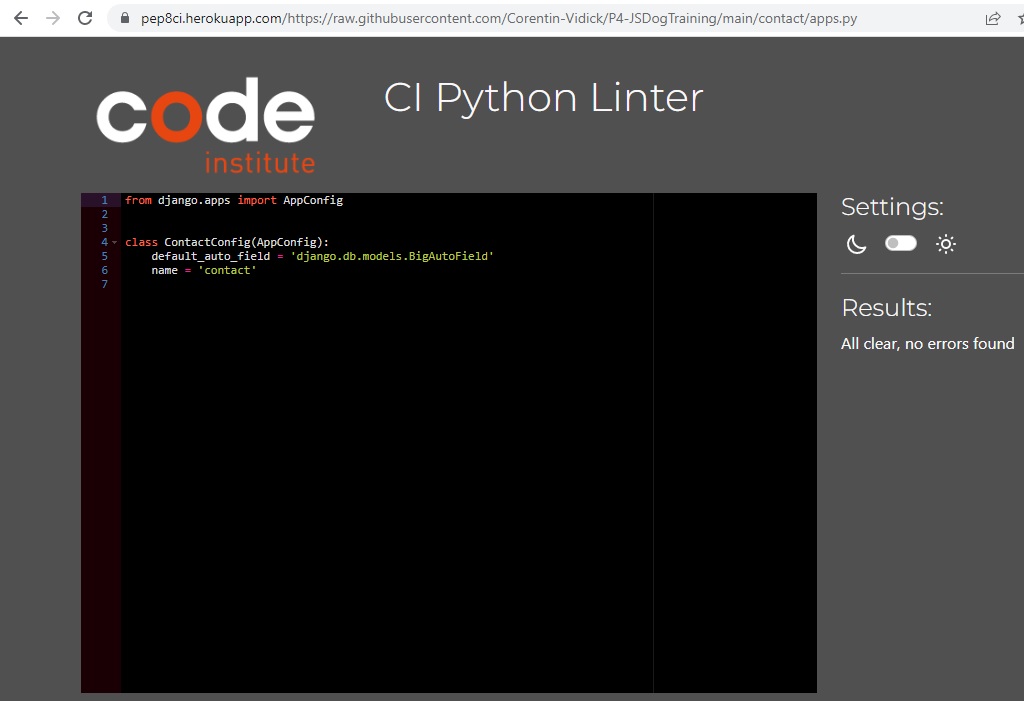 pep8ci.herokuapp.com/https://raw.githubusercontent.com/Corentin-Vidick/P4-JSDogTraining/main/contact/apps.py
code
institute
CI Python Linter
1 from django.apps import AppConfig
2
3
4 class ContactConfig(AppConfig):
5     default_auto_field = 'django.db.models.BigAutoField'
6     name = 'contact'
7
Settings:
Results:
All clear, no errors found